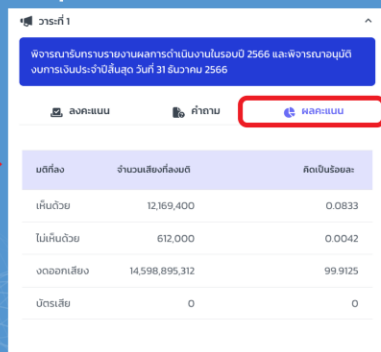 วาระที่ 1
พิจารณารับทราบรายงานผลการดำเนินงานในรอบปี 2566 และพิจารณาอนุมัติ
งบการเงินประจำปีสิ้นสุด วันที่ 31 ธันวาคม 2566
ลงคะแนน คำถาม ผลคะแนน
มติที่ลง จำนวนเสียงที่ลงมติ คิดเป็นร้อยละ
เห็นด้วย 12,169,400 0.0833
ไม่เห็นด้วย 612,000 0.0042
งดออกเสียง 14,598,895,312 99.9125
บัตรเสีย 0 0